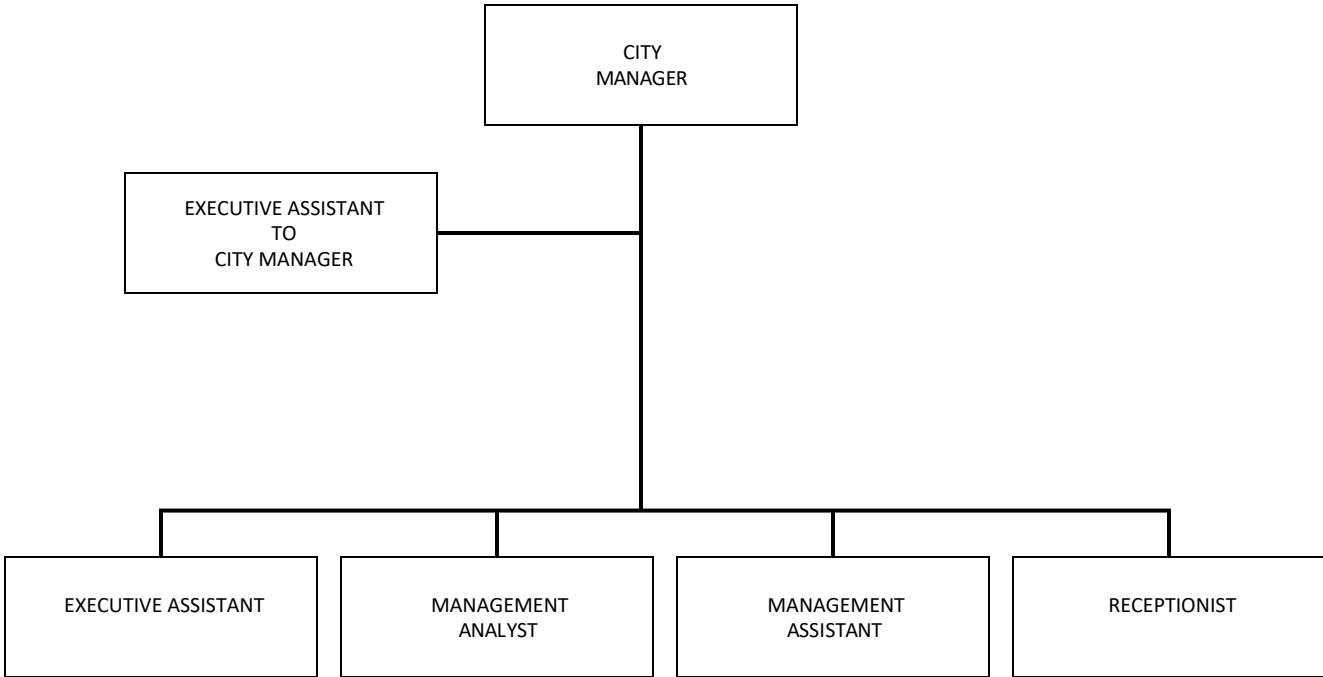 CITY
MANAGER
EXECUTIVE ASSISTANT
TO
CITY MANAGER
EXECUTIVE ASSISTANT
MANAGEMENT
ANALYST
MANAGEMENT
ASSISTANT
RECEPTIONIST